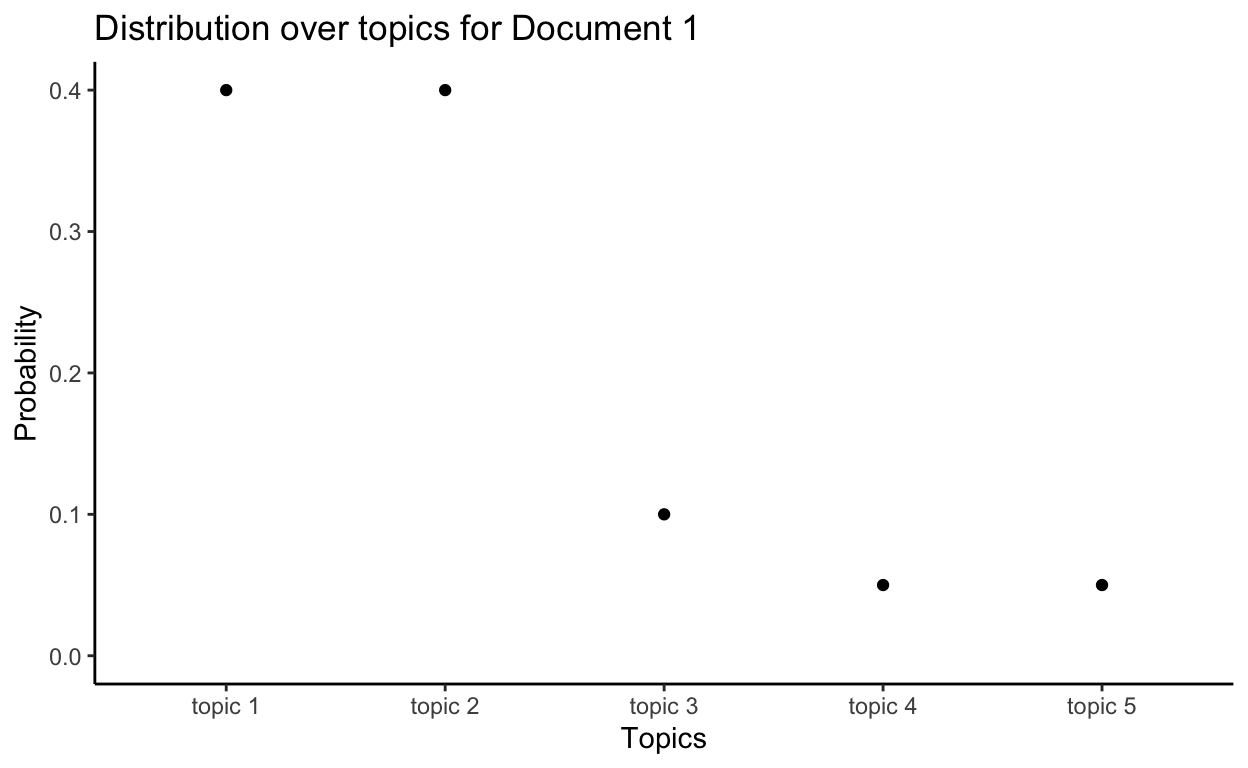 Distribution over topics for Document 1
Probability
0.4
0.3
0.2
0.1
0.0
topic 1
topic 2
topic 3
topic 4
topic 5
Topics